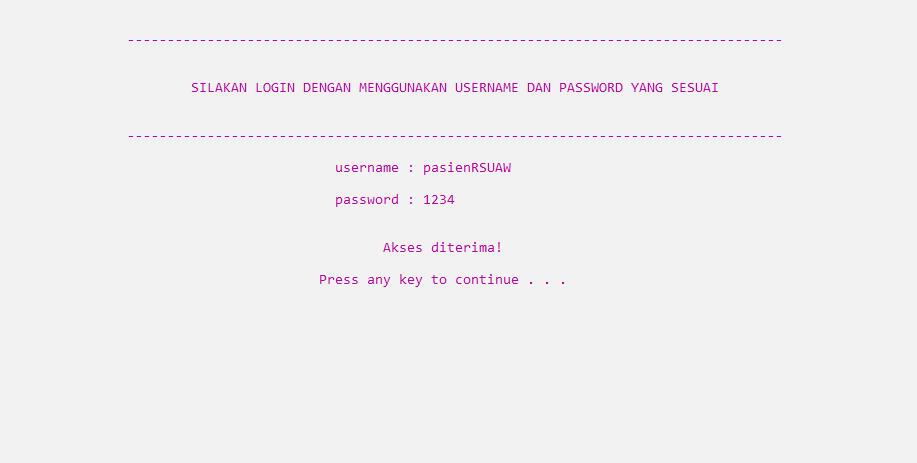 ----------------------------------------------------------------------------------
SILAKAN LOGIN DENGAN MENGGUNAKAN USERNAME DAN PASSWORD YANG SESUAI
----------------------------------------------------------------------------------
username : pasienRSUAW
password : 1234
Akses diterima!
Press any key to continue . . .